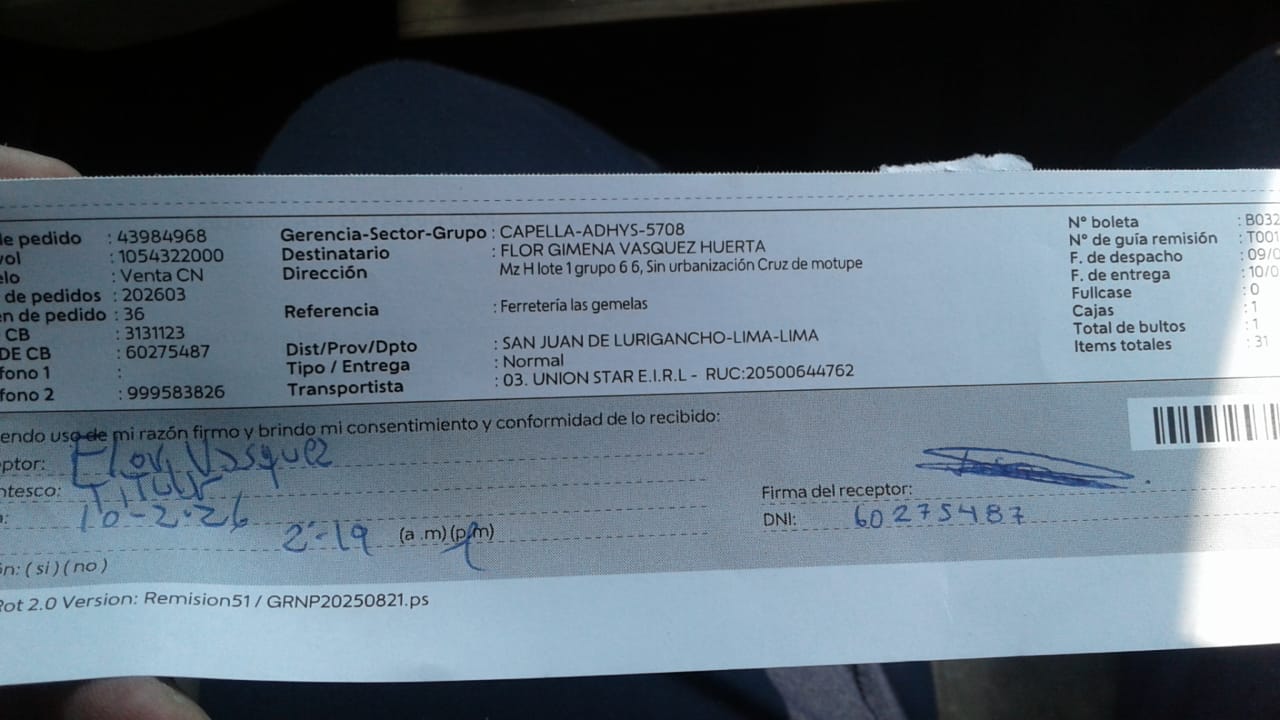 de pedido : 43984968
vol : 1054322000
elo : Venta CN
de pedidos : 202603
en de pedido : 36
CB : 3131123
DE CB : 60275487
fono 1 :
fono 2 : 999583826
Gerencia-Sector-Grupo : CAPELLA-ADHYS-5708
Destinatario : FLOR GIMENA VASQUEZ HUERTA
Dirección : Mz H lote 1 grupo 6 6, Sin urbanización Cruz de motupe
Referencia : Ferretería las gemelas
Dist/Prov/Dpto : SAN JUAN DE LURIGANCHO-LIMA-LIMA
Tipo / Entrega : Normal
Transportista : 03. UNION STAR E.I.R.L - RUC:20500644762
N° boleta : B032
N° de guía remisión : T001
F. de despacho : 09/0
F. de entrega : 10/0
Fullcase : 0
Cajas : 1
Total de bultos : 1
Items totales : 31
endo uso de mi razón firmo y brindo mi consentimiento y conformidad de lo recibido:
ptor: Flor Vasquez
ntesco: Titular
a: 10-2-26
2:19 (a.m) (p.m)
ón: ( si ) ( no )
Firma del receptor:
DNI: 60275487
Rot 2.0 Version: Remision51 / GRNP20250821.ps